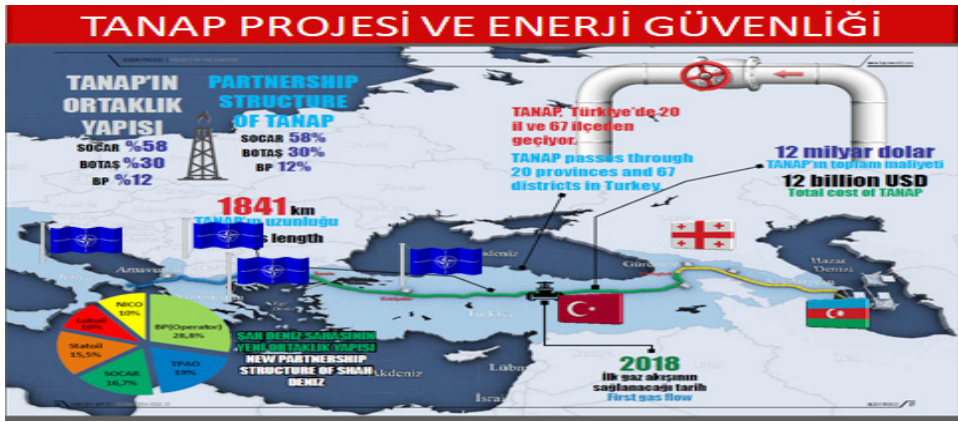 TANAP PROJESİ VE ENERJİ GÜVENLİĞİ
TANAP'IN
ORTAKLIK
YAPISI
SOCAR %58
BOTAŞ %30
BP %12
PARTNERSHIP
STRUCTURE
OF TANAP
SOCAR 58%
BOTAŞ 30%
BP 12%
TANAP, Türkiye'de 20
il ve 67 ilçeden
geçiyor.
TANAP passes through
20 provinces and 67
districts in Turkey.
12 milyar dolar
TANAP'ın toplam maliyeti
12 billion USD
Total cost of TANAP
1841 km
TANAP'ın uzunluğu
length
Hazar
Denizi
Türkiye
NICO
10%
Lukoil
10%
Statoil
15,5%
SOCAR
16,7%
TPAO
19%
BP(Operator)
28,8%
ŞAH DENİZ SAHASININ
YENİ ORTAKLIK YAPISI
NEW PARTNERSHIP
STRUCTURE OF SHAH
DENIZ
Akdeniz
2018
İlk gaz akışının
sağlanacağı tarih
First gas flow